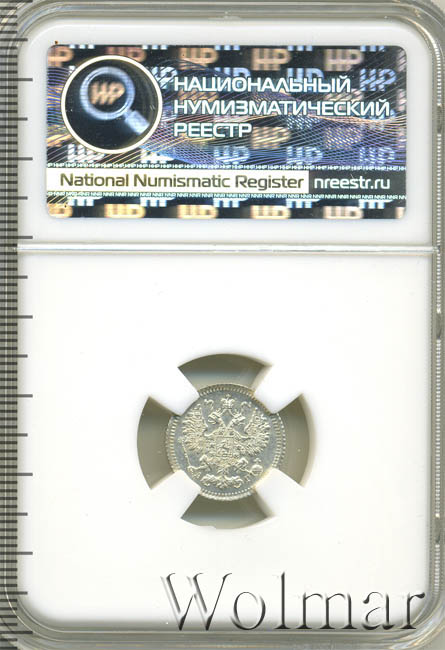 НАЦИОНАЛЬНЫЙ
НУМИЗМАТИЧЕСКИЙ
РЕЕСТР
National Numismatic Register nreestr.ru
Wolmar